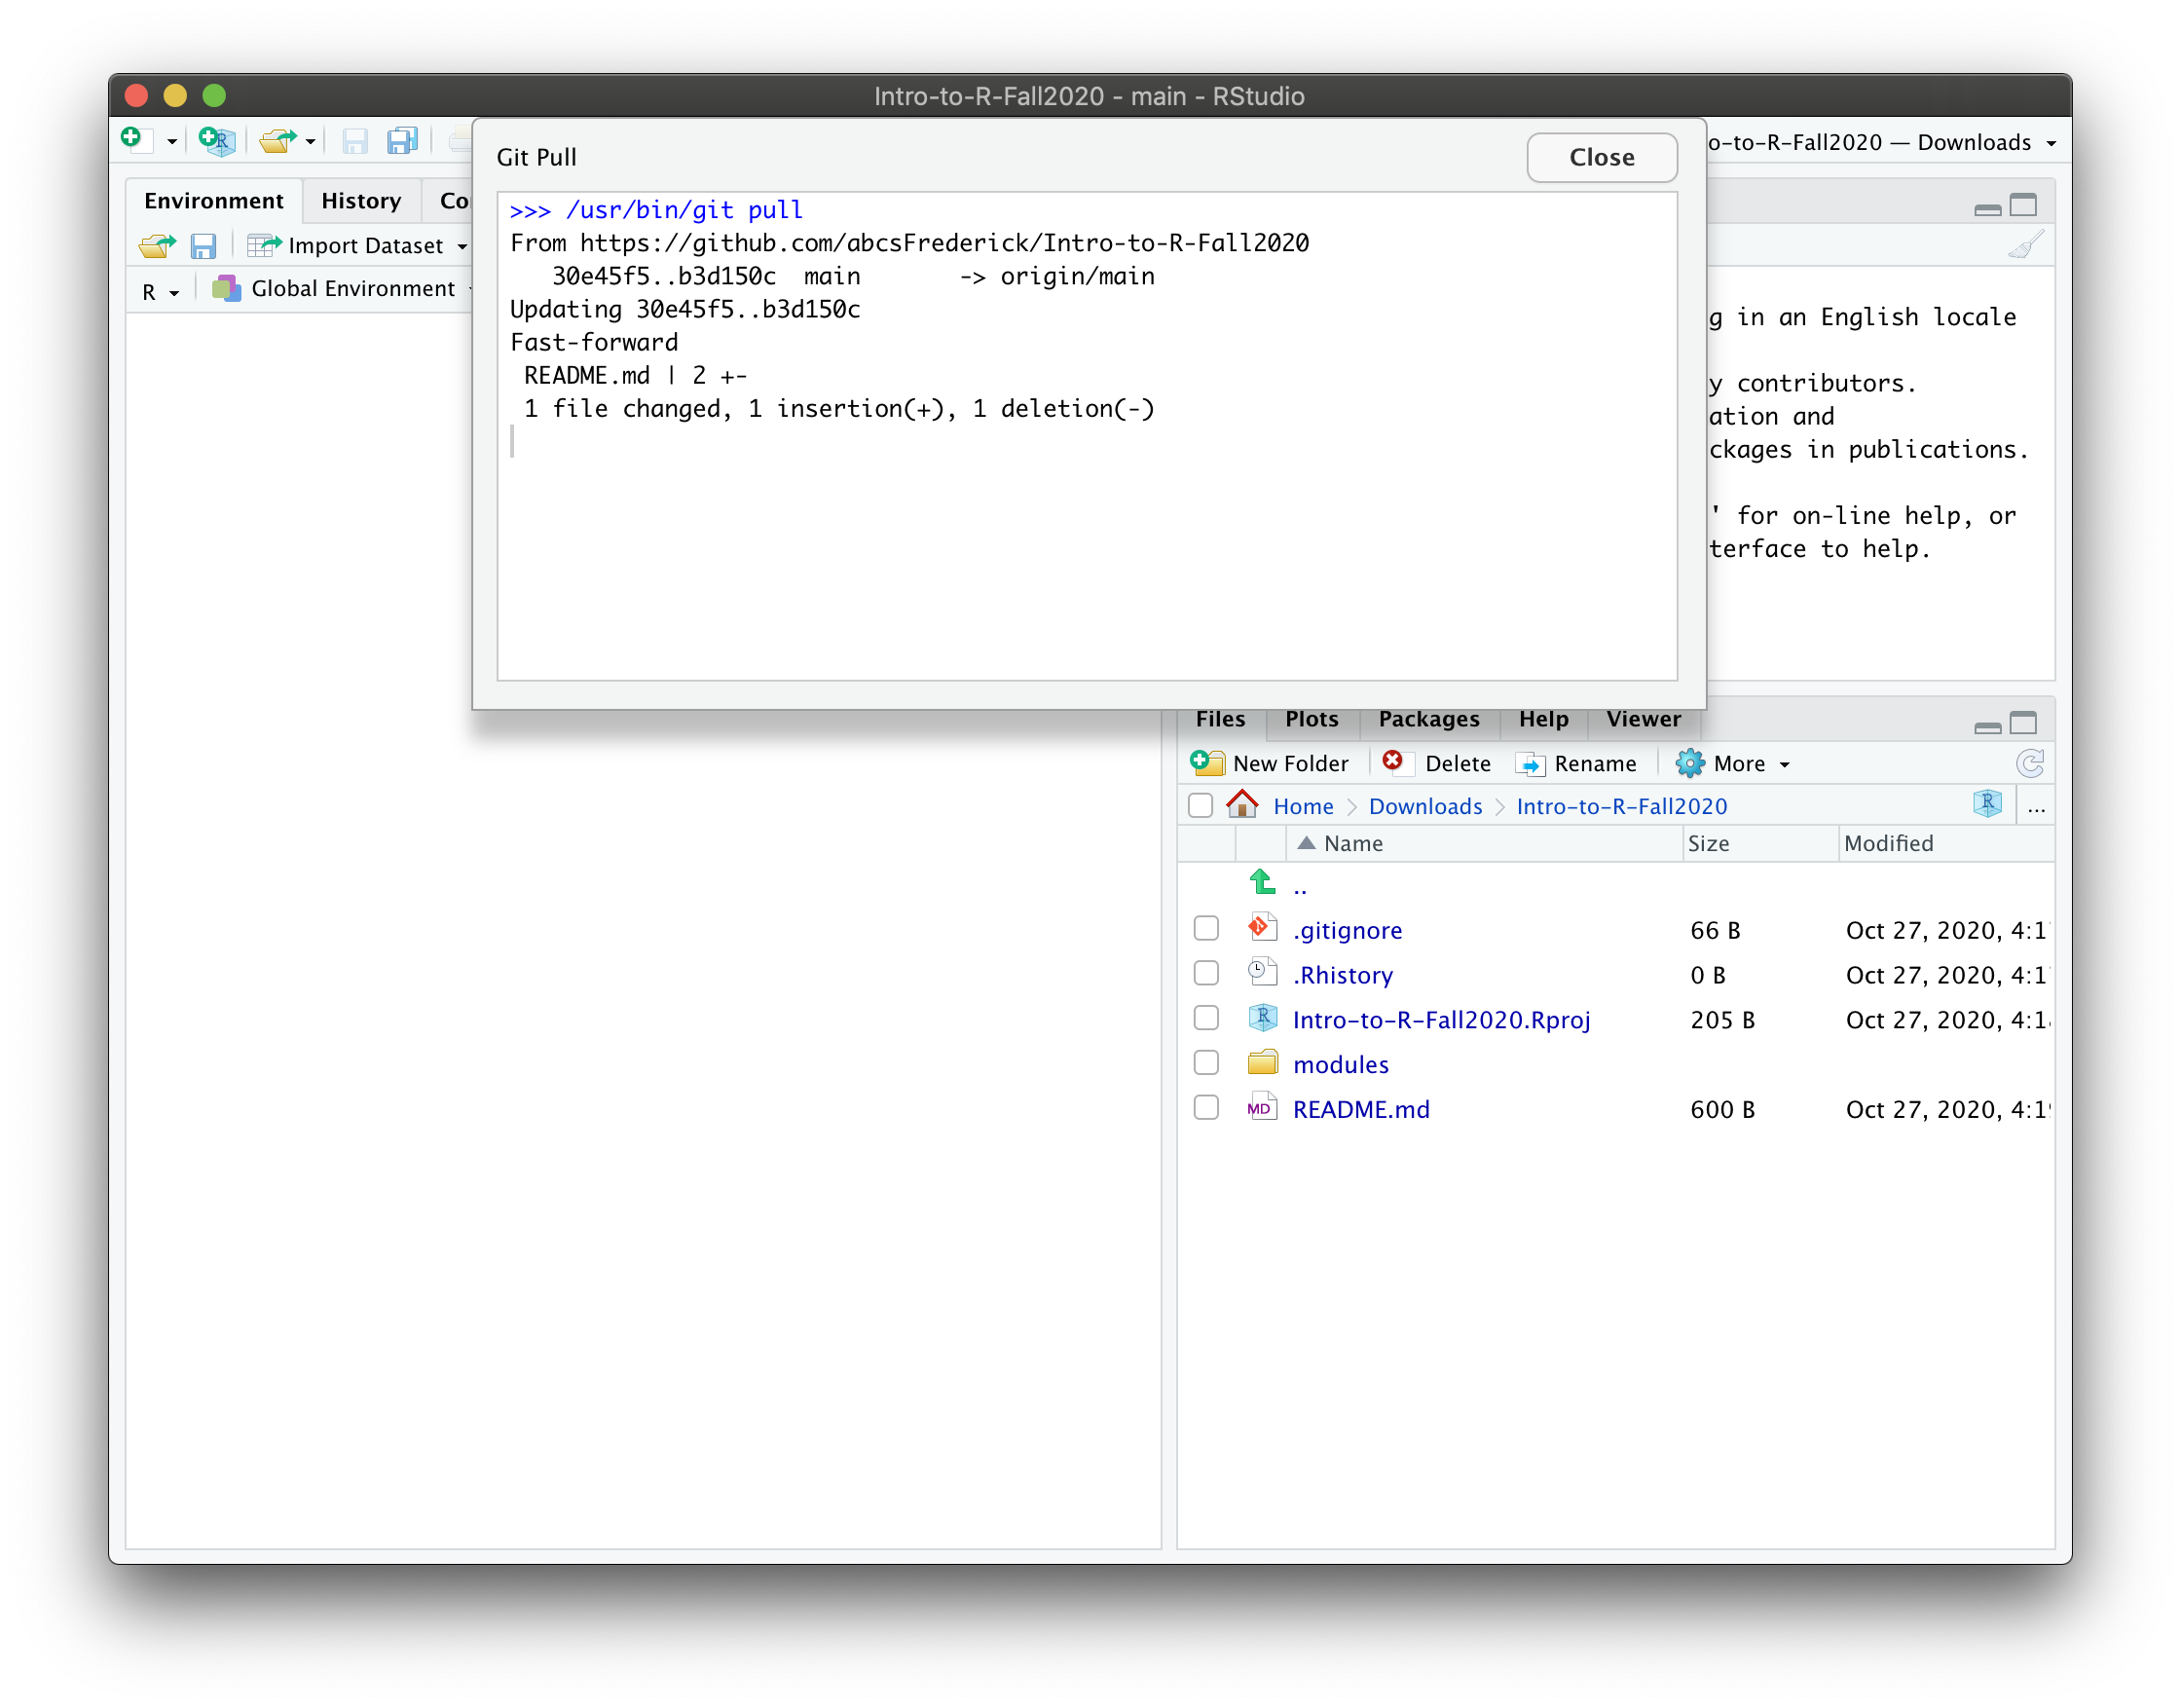 Intro-to-R-Fall2020 - main - RStudio
o-to-R-Fall2020 — Downloads
Git Pull
Close
>>> /usr/bin/git pull
From https://github.com/abcsFrederick/Intro-to-R-Fall2020
   30e45f5..b3d150c  main       -> origin/main
Updating 30e45f5..b3d150c
Fast-forward
 README.md | 2 +-
 1 file changed, 1 insertion(+), 1 deletion(-)
Environment History Co
Import Dataset
R Global Environment
g in an English locale
y contributors.
ation and
ckages in publications.
' for on-line help, or
terface to help.
Files Plots Packages Help Viewer
New Folder Delete Rename More
Home Downloads Intro-to-R-Fall2020 R ...
Name Size Modified
..
.gitignore 66 B Oct 27, 2020, 4:1
.Rhistory 0 B Oct 27, 2020, 4:1
Intro-to-R-Fall2020.Rproj 205 B Oct 27, 2020, 4:1
modules
MD README.md 600 B Oct 27, 2020, 4:1